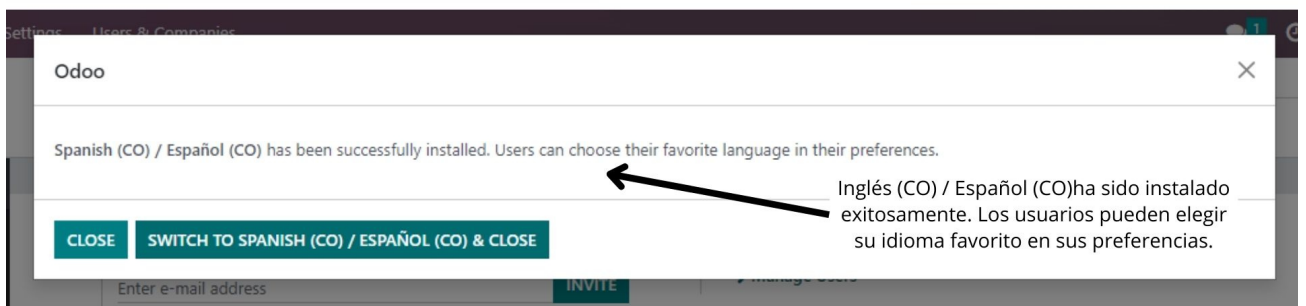 Settings Users & Companies 1
Odoo
Spanish (CO) / Español (CO) has been successfully installed. Users can choose their favorite language in their preferences.
Inglés (CO) / Español (CO)ha sido instalado
exitosamente. Los usuarios pueden elegir
su idioma favorito en sus preferencias.
CLOSE SWITCH TO SPANISH (CO) / ESPAÑOL (CO) & CLOSE
Enter e-mail address INVITE Manage Users